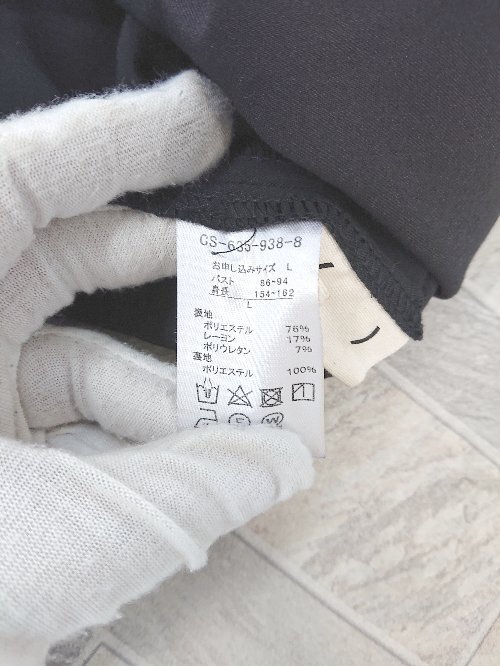 CS-635-938-8
お申し込みサイズ L
バスト 86-94
身長 154-162
L
表地
ポリエステル 76%
レーヨン 17%
ポリウレタン 7%
裏地
ポリエステル 100%